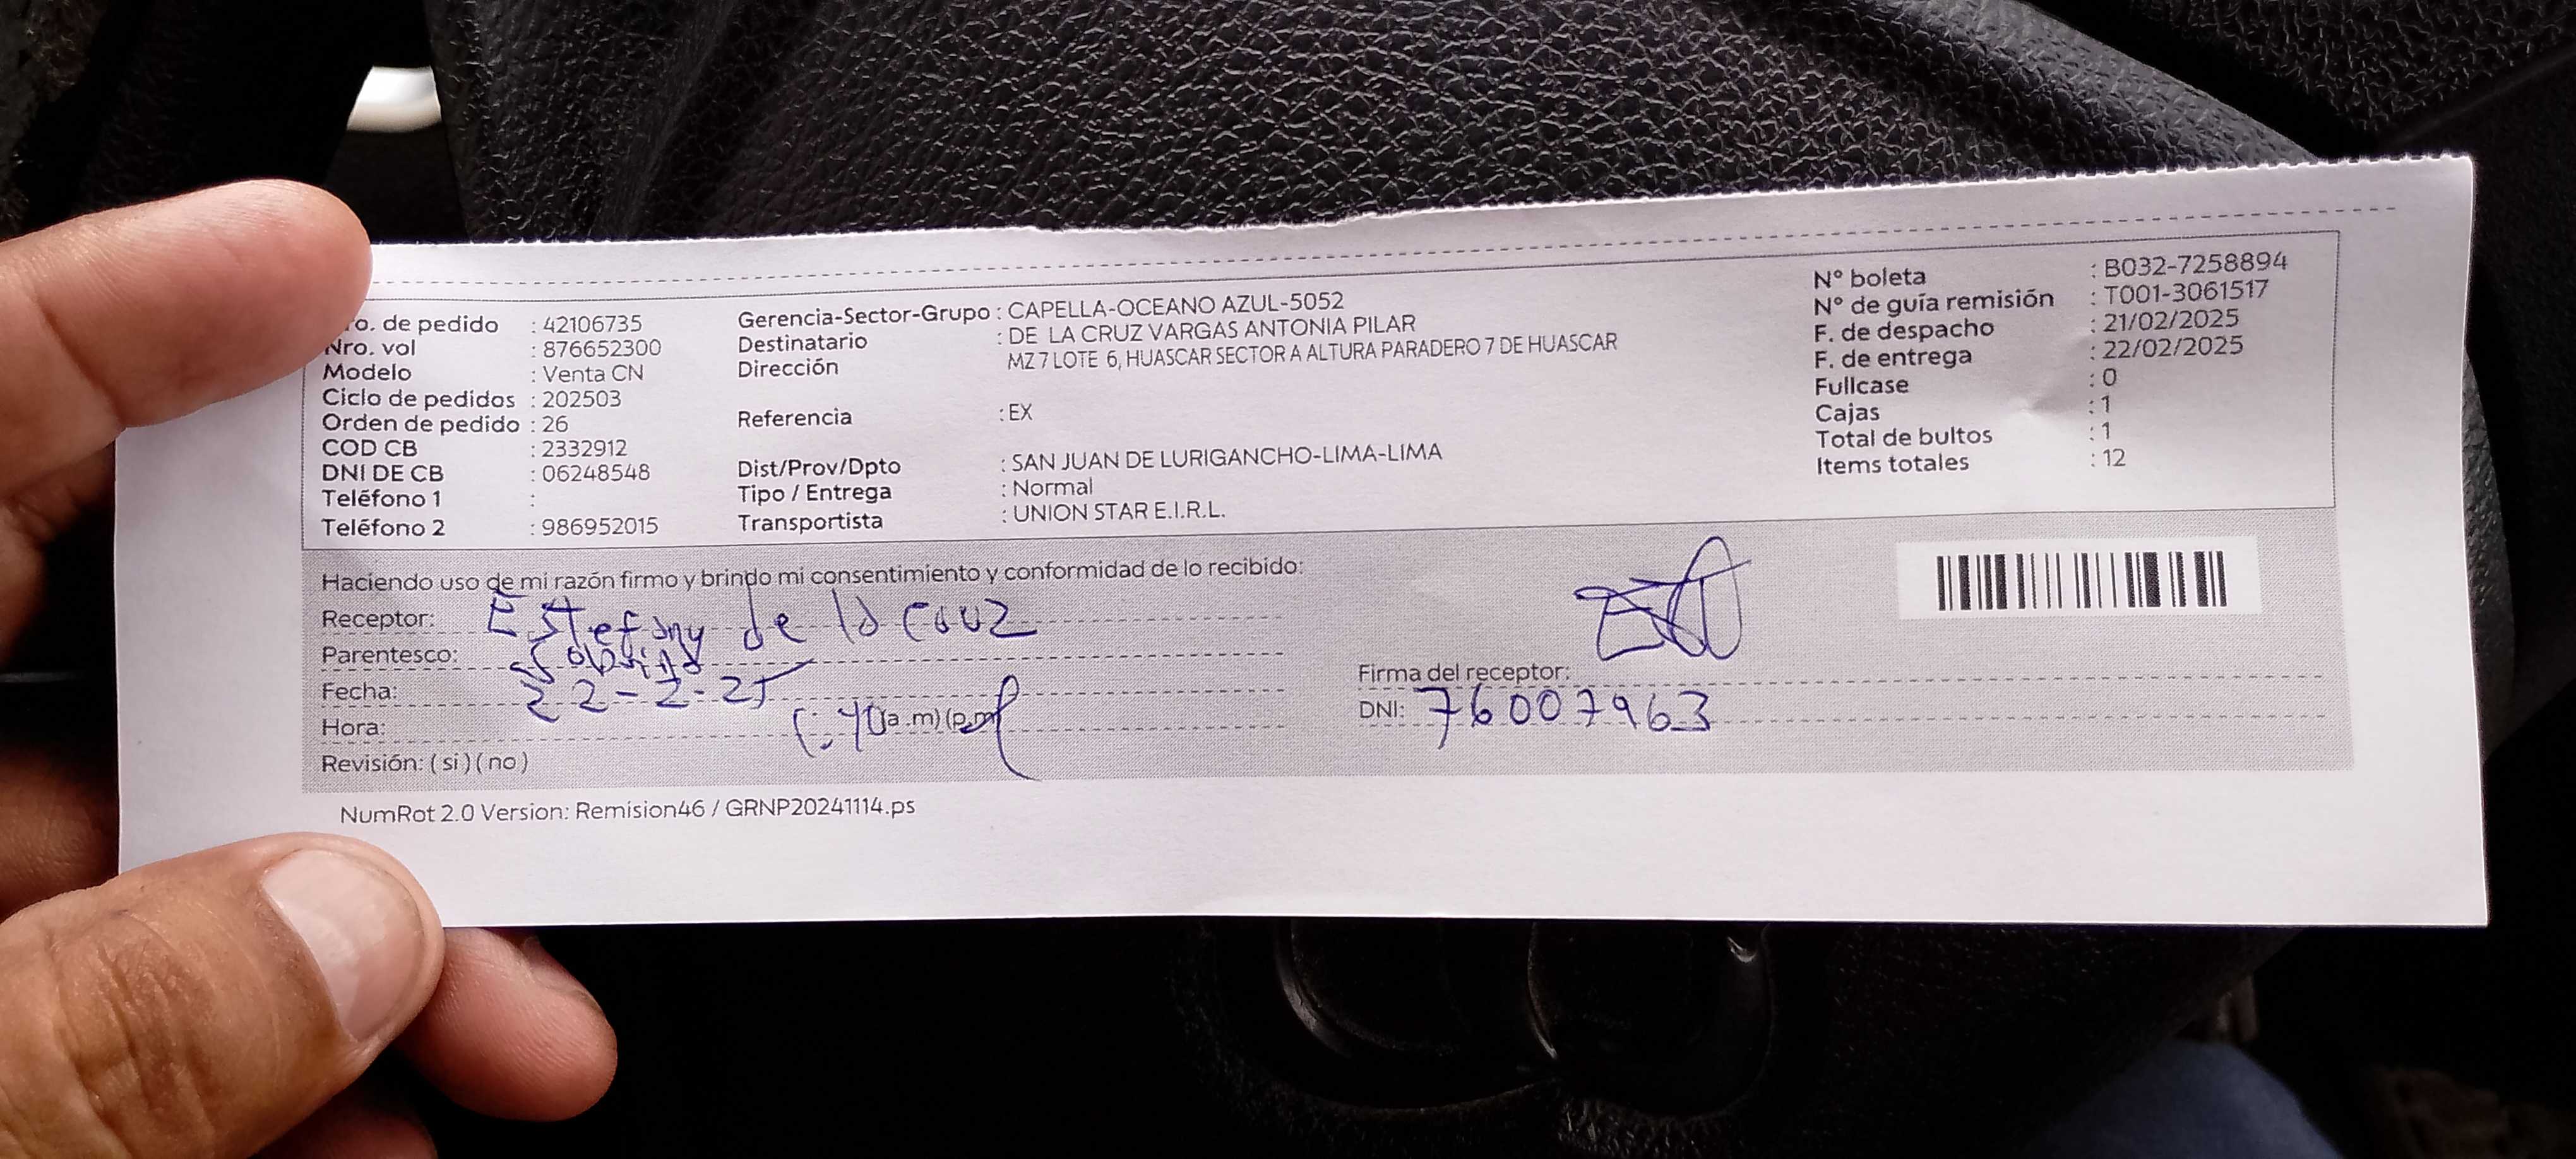 ro. de pedido : 42106735
Nro. vol : 876652300
Modelo : Venta CN
Ciclo de pedidos : 202503
Orden de pedido : 26
COD CB : 2332912
DNI DE CB : 06248548
Teléfono 1 :
Teléfono 2 : 986952015
Gerencia-Sector-Grupo : CAPELLA-OCEANO AZUL-5052
Destinatario : DE LA CRUZ VARGAS ANTONIA PILAR
Dirección MZ 7 LOTE 6, HUASCAR SECTOR A ALTURA PARADERO 7 DE HUASCAR
Referencia : EX
Dist/Prov/Dpto : SAN JUAN DE LURIGANCHO-LIMA-LIMA
Tipo / Entrega : Normal
Transportista : UNION STAR E.I.R.L.
N° boleta : B032-7258894
N° de guía remisión : T001-3061517
F. de despacho : 21/02/2025
F. de entrega : 22/02/2025
Fullcase : 0
Cajas : 1
Total de bultos : 1
Items totales : 12
Haciendo uso de mi razón firmo y brindo mi consentimiento y conformidad de lo recibido:
Receptor: Estefany de la Cruz
Parentesco: Sobrina
Fecha: 22-2-25
Hora: :40 (a.m) (p.m)
Revisión: ( si ) ( no )
Firma del receptor:
DNI: 76007963
NumRot 2.0 Version: Remision46 / GRNP20241114.ps